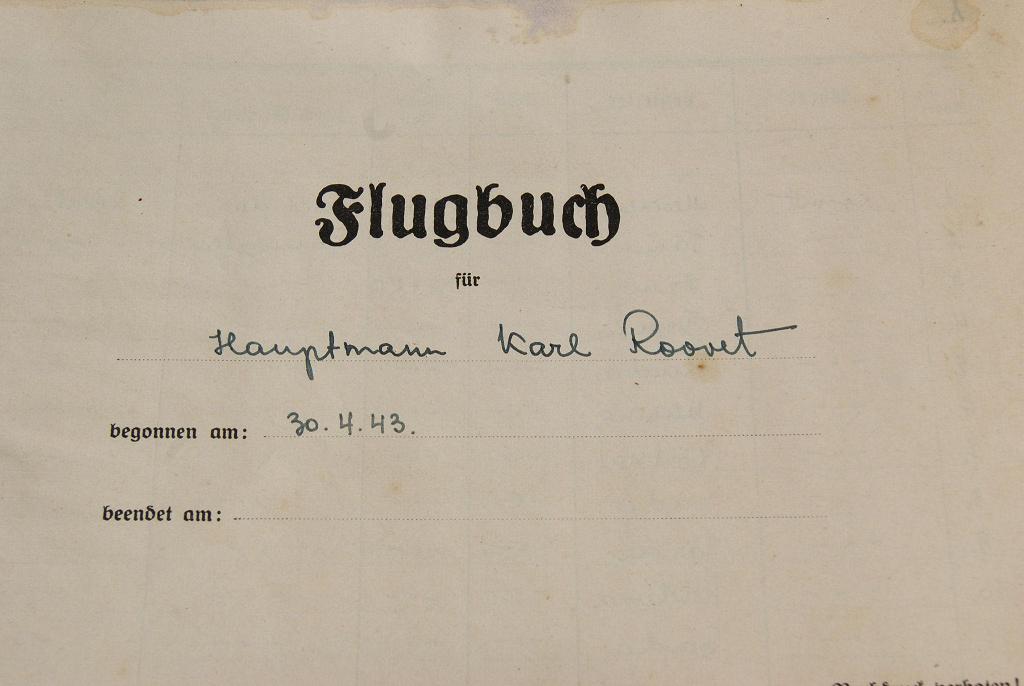 Flugbuch
für
Hauptmann Karl Roovet
begonnen am: 30.4.43.
beendet am: